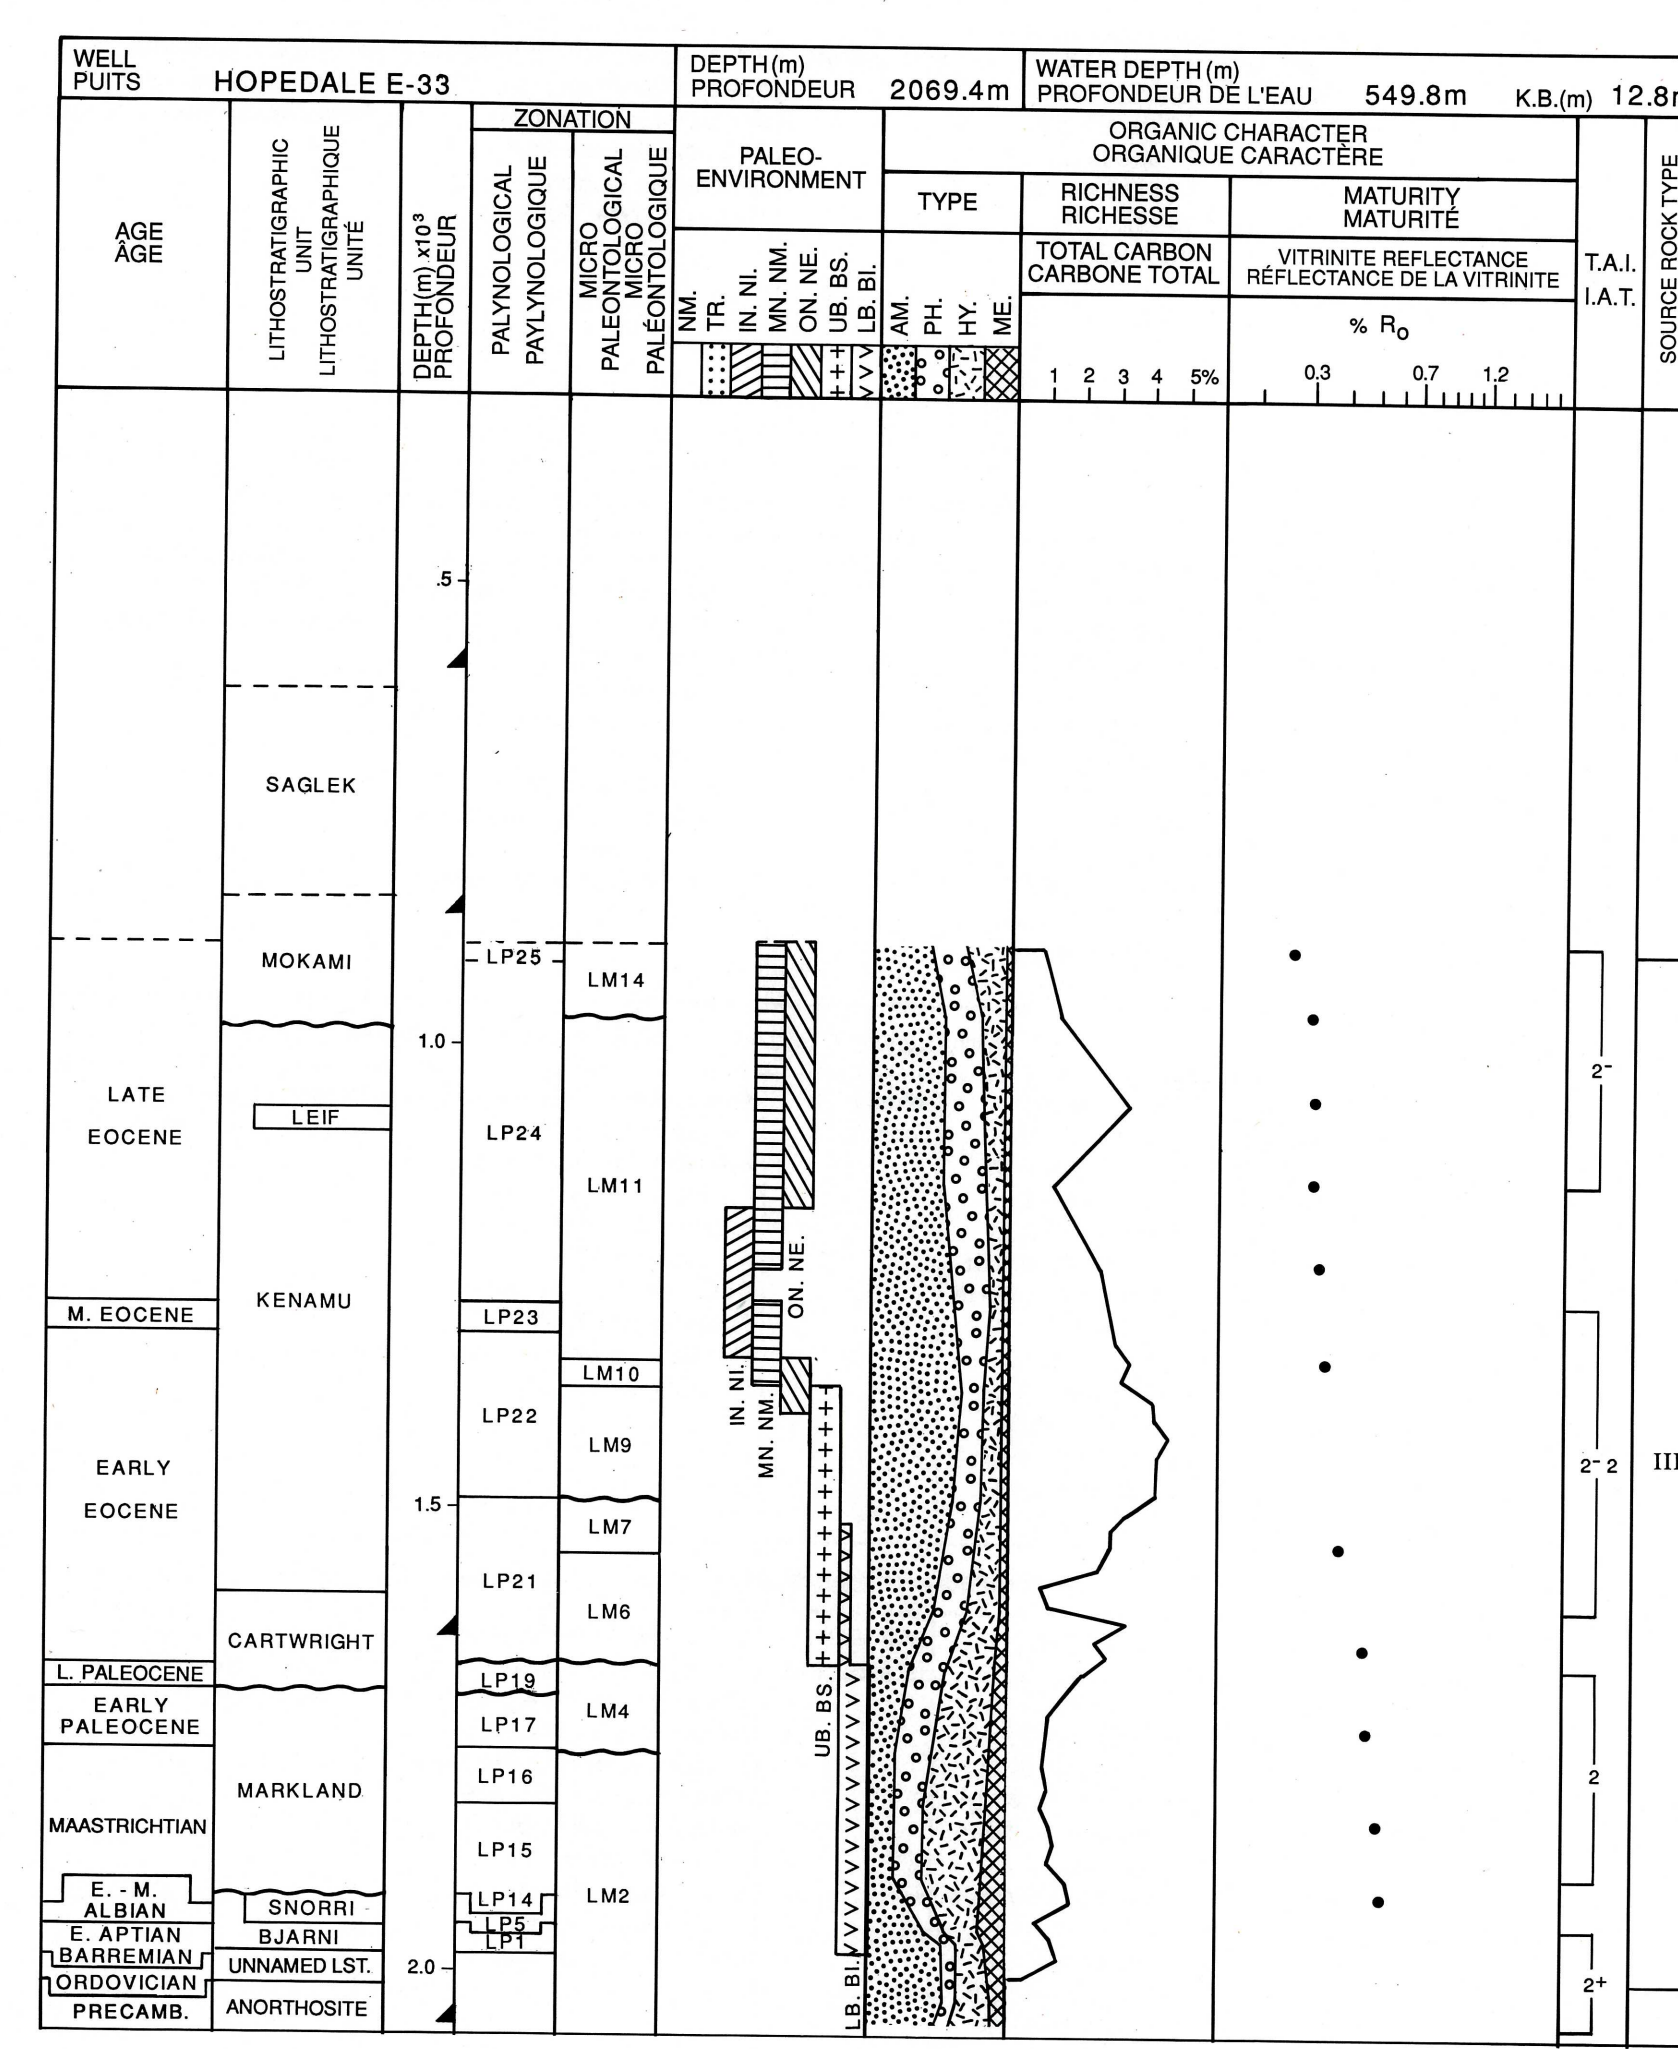 WELL
PUITS
HOPEDALE E-33
DEPTH (m)
PROFONDEUR 2069.4m
WATER DEPTH (m)
PROFONDEUR DE L'EAU 549.8m K.B.(m) 12.8
AGE
ÂGE
LITHOSTRATIGRAPHIC
UNIT
LITHOSTRATIGRAPHIQUE
UNITÉ
DEPTH(m) x10³
PROFONDEUR
ZONATION
PALYNOLOGICAL
PAYLYNOLOGIQUE
MICRO
PALEONTOLOGICAL
MICRO
PALÉONTOLOGIQUE
PALEO-
ENVIRONMENT
NM.
TR.
IN. NI.
MN. NM.
ON. NE.
UB. BS.
LB. BI.
ORGANIC CHARACTER
ORGANIQUE CARACTÈRE
TYPE
AM.
PH.
HY.
ME.
RICHNESS
RICHESSE
TOTAL CARBON
CARBONE TOTAL
1 2 3 4 5%
MATURITY
MATURITÉ
VITRINITE REFLECTANCE
RÉFLECTANCE DE LA VITRINITE
% Ro
0.3 0.7 1.2
T.A.I.
I.A.T.
SOURCE ROCK TYPE
LATE
EOCENE
M. EOCENE
EARLY
EOCENE
L. PALEOCENE
EARLY
PALEOCENE
MAASTRICHTIAN
E. - M.
ALBIAN
E. APTIAN
BARREMIAN
ORDOVICIAN
PRECAMB.
SAGLEK
MOKAMI
LEIF
KENAMU
CARTWRIGHT
MARKLAND
SNORRI
BJARNI
UNNAMED LST.
ANORTHOSITE
.5
1.0
1.5
2.0
LP25
LP24
LP23
LP22
LP21
LP19
LP17
LP16
LP15
LP14
LP5
LP1
LM14
LM11
LM10
LM9
LM7
LM6
LM4
LM2
ON. NE.
IN. NI.
MN. NM.
UB. BS.
LB. BI.
2-
2- 2
2
2+
III